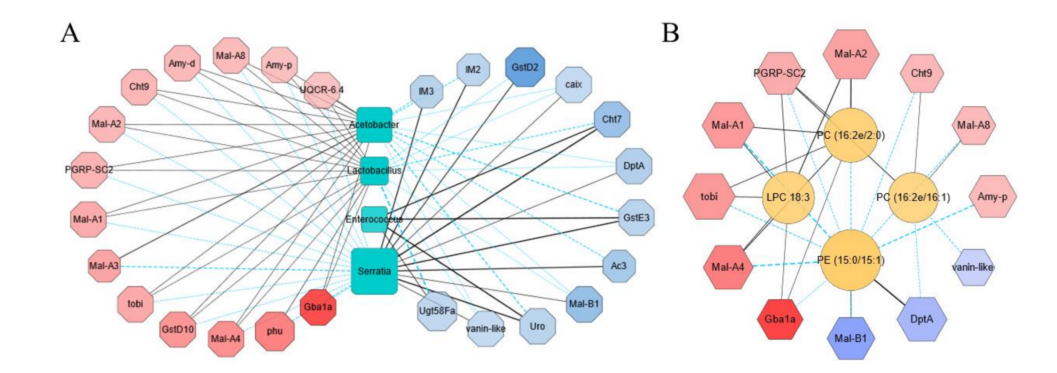 A
Mal-A8
Amy-d
Amy-p
Cht9
UQCR-6.4
Mal-A2
PGRP-SC2
Mal-A1
Mal-A3
tobi
GstD10
Mal-A4
phu
Gba1a
Acetobacter
Lactobacillus
Enterococcus
Serratia
IM3
IM2
GstD2
caix
Cht7
DptA
GstE3
Ac3
Mal-B1
Uro
vanin-like
Ugt58Fa
B
Mal-A2
PGRP-SC2
Cht9
Mal-A1
Mal-A8
tobi
Amy-p
Mal-A4
vanin-like
Gba1a
DptA
Mal-B1
PC (16:2e/2:0)
LPC 18:3
PC (16:2e/16:1)
PE (15:0/15:1)